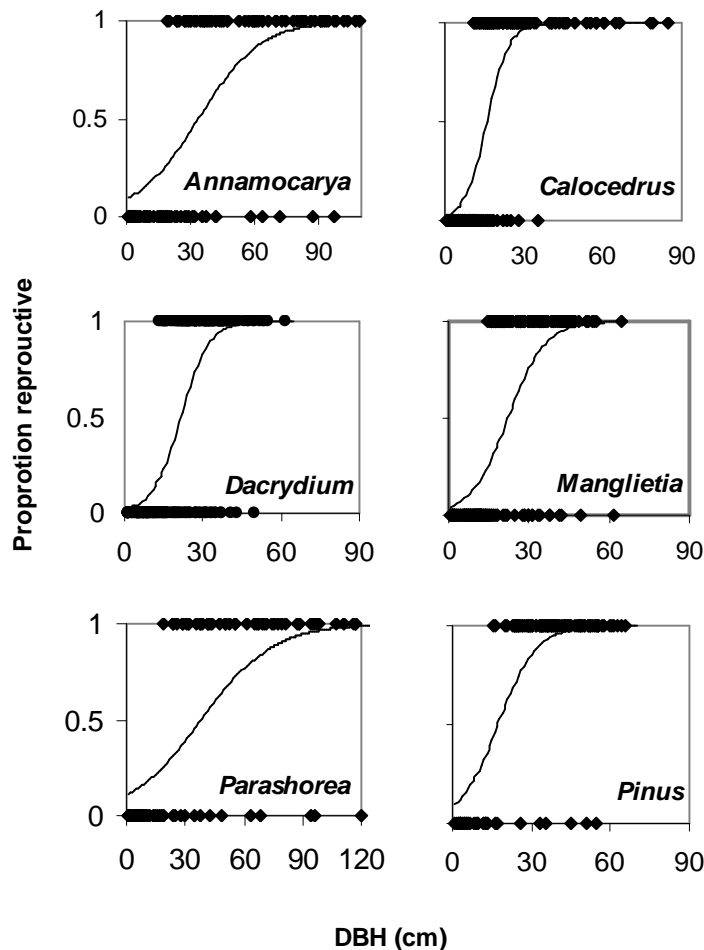 1
0.5
0
Annamocarya
0 30 60 90
Calocedrus
0 30 60 90
Proprotion reprouctive
1
0.5
0
Dacrydium
0 30 60 90
Manglietia
0 30 60 90
1
0.5
0
Parashorea
0 30 60 90 120
Pinus
0 30 60 90
DBH (cm)